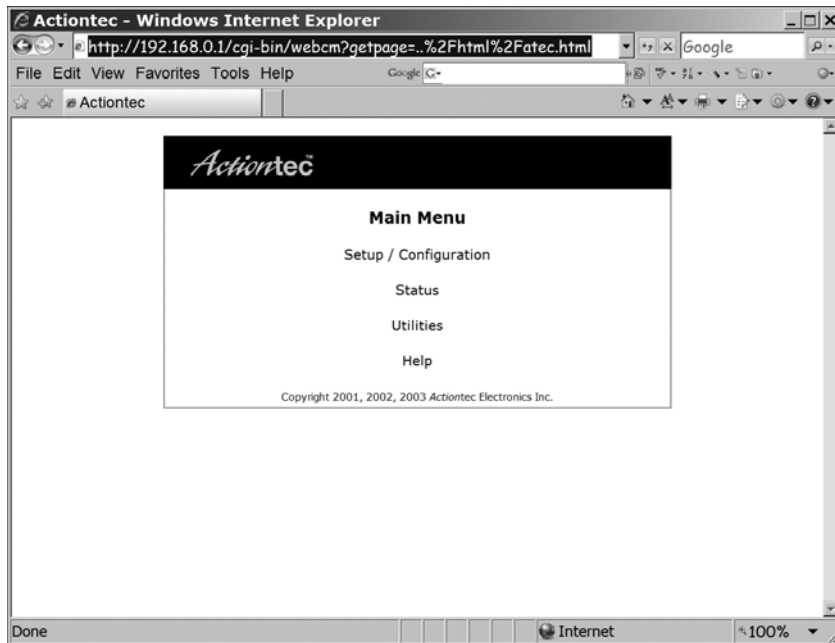 Actiontec - Windows Internet Explorer
http://192.168.0.1/cgi-bin/webcm?getpage=..%2Fhtml%2Fatec.html
Google
File Edit View Favorites Tools Help
Google G
Actiontec
Actiontec™
Main Menu
Setup / Configuration
Status
Utilities
Help
Copyright 2001, 2002, 2003 Actiontec Electronics Inc.
Done
Internet
100%